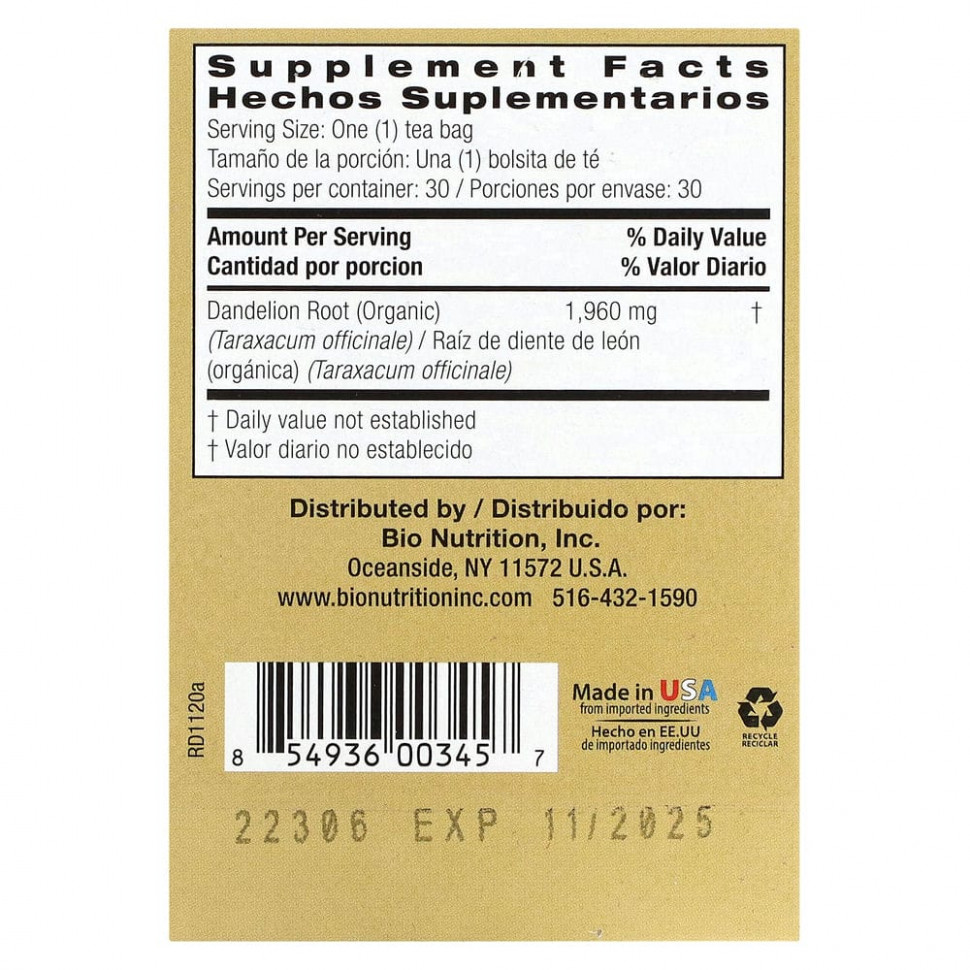 Supplement Facts
Hechos Suplementarios
Serving Size: One (1) tea bag
Tamaño de la porción: Una (1) bolsita de té
Servings per container: 30 / Porciones por envase: 30
Amount Per Serving % Daily Value
Cantidad por porcion % Valor Diario
Dandelion Root (Organic) 1,960 mg †
(Taraxacum officinale) / Raíz de diente de león
(orgánica) (Taraxacum officinale)
† Daily value not established
† Valor diario no establecido
Distributed by / Distribuido por:
Bio Nutrition, Inc.
Oceanside, NY 11572 U.S.A.
www.bionutritioninc.com 516-432-1590
RD1120a
8 54936 00345 7
Made in USA
from imported ingredients
Hecho en EE.UU
de importado ingredientes
RECYCLE
RECICLAR
22306 EXP 11/2025